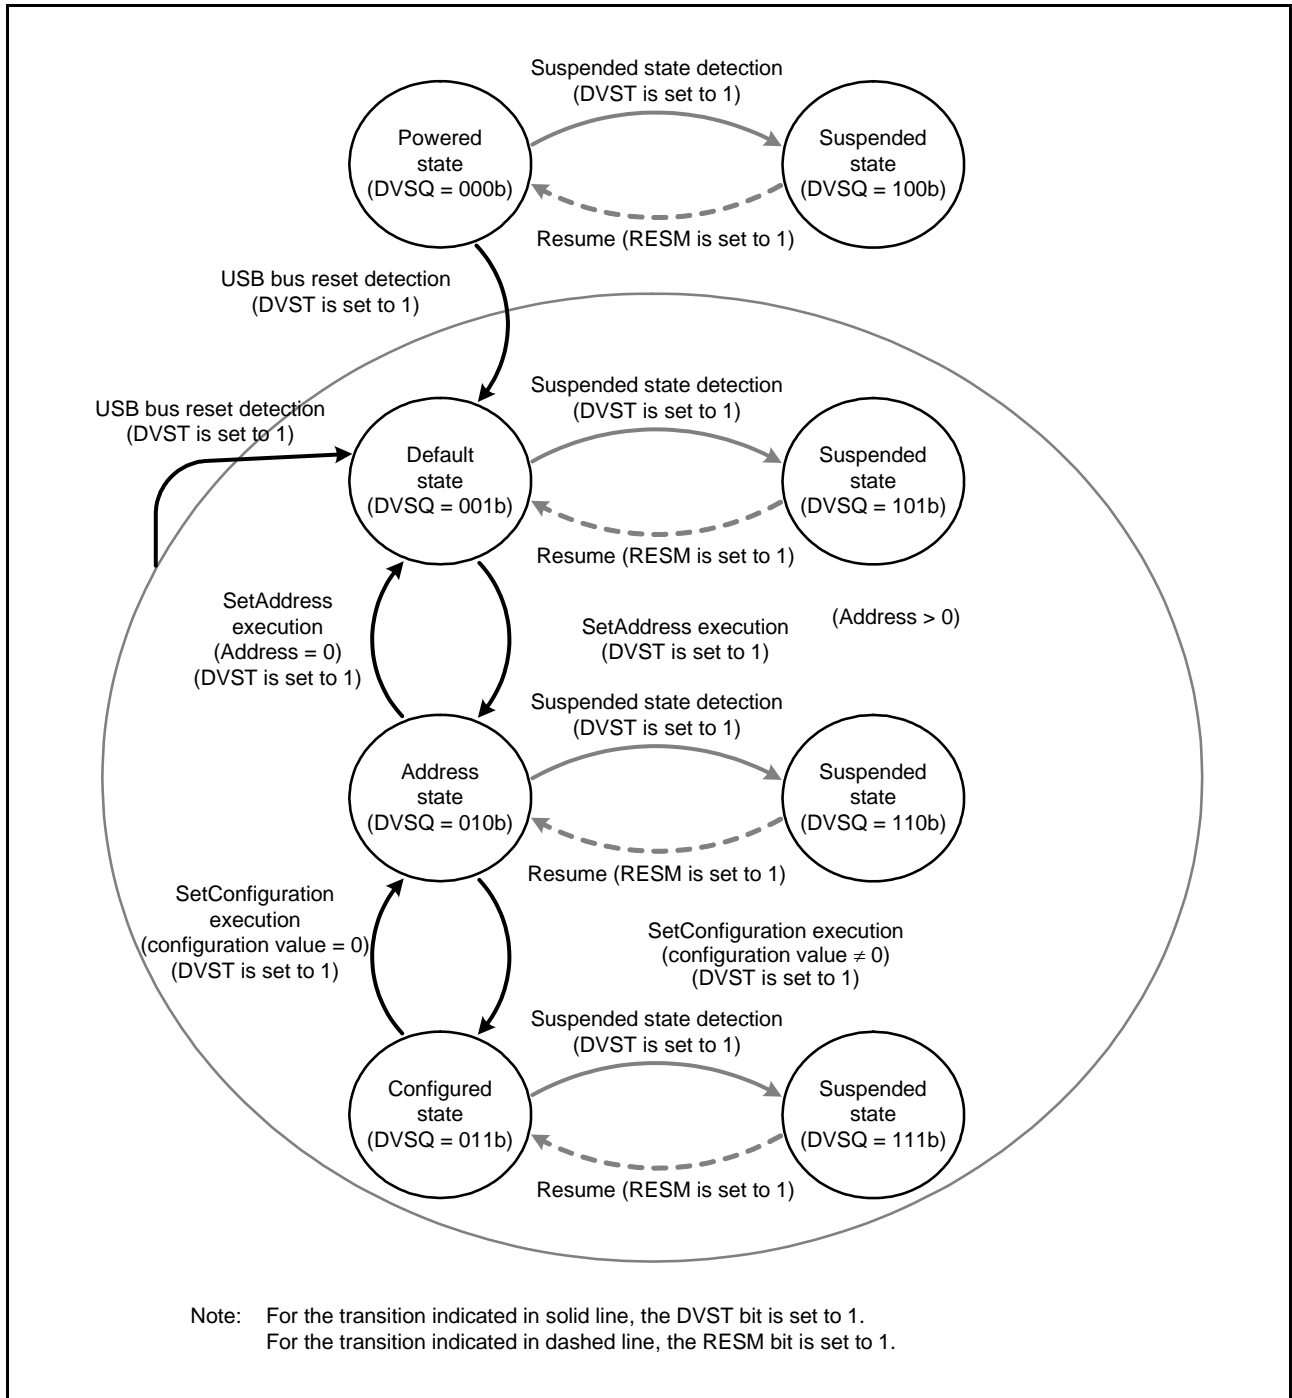 Suspended state detection
(DVST is set to 1)
Powered
state
(DVSQ = 000b)
Suspended
state
(DVSQ = 100b)
Resume (RESM is set to 1)
USB bus reset detection
(DVST is set to 1)
USB bus reset detection
(DVST is set to 1)
Suspended state detection
(DVST is set to 1)
Default
state
(DVSQ = 001b)
Suspended
state
(DVSQ = 101b)
Resume (RESM is set to 1)
SetAddress
execution
(Address = 0)
(DVST is set to 1)
SetAddress execution
(DVST is set to 1)
(Address > 0)
Suspended state detection
(DVST is set to 1)
Address
state
(DVSQ = 010b)
Suspended
state
(DVSQ = 110b)
Resume (RESM is set to 1)
SetConfiguration
execution
(configuration value = 0)
(DVST is set to 1)
SetConfiguration execution
(configuration value ≠ 0)
(DVST is set to 1)
Suspended state detection
(DVST is set to 1)
Configured
state
(DVSQ = 011b)
Suspended
state
(DVSQ = 111b)
Resume (RESM is set to 1)
Note: For the transition indicated in solid line, the DVST bit is set to 1.
For the transition indicated in dashed line, the RESM bit is set to 1.